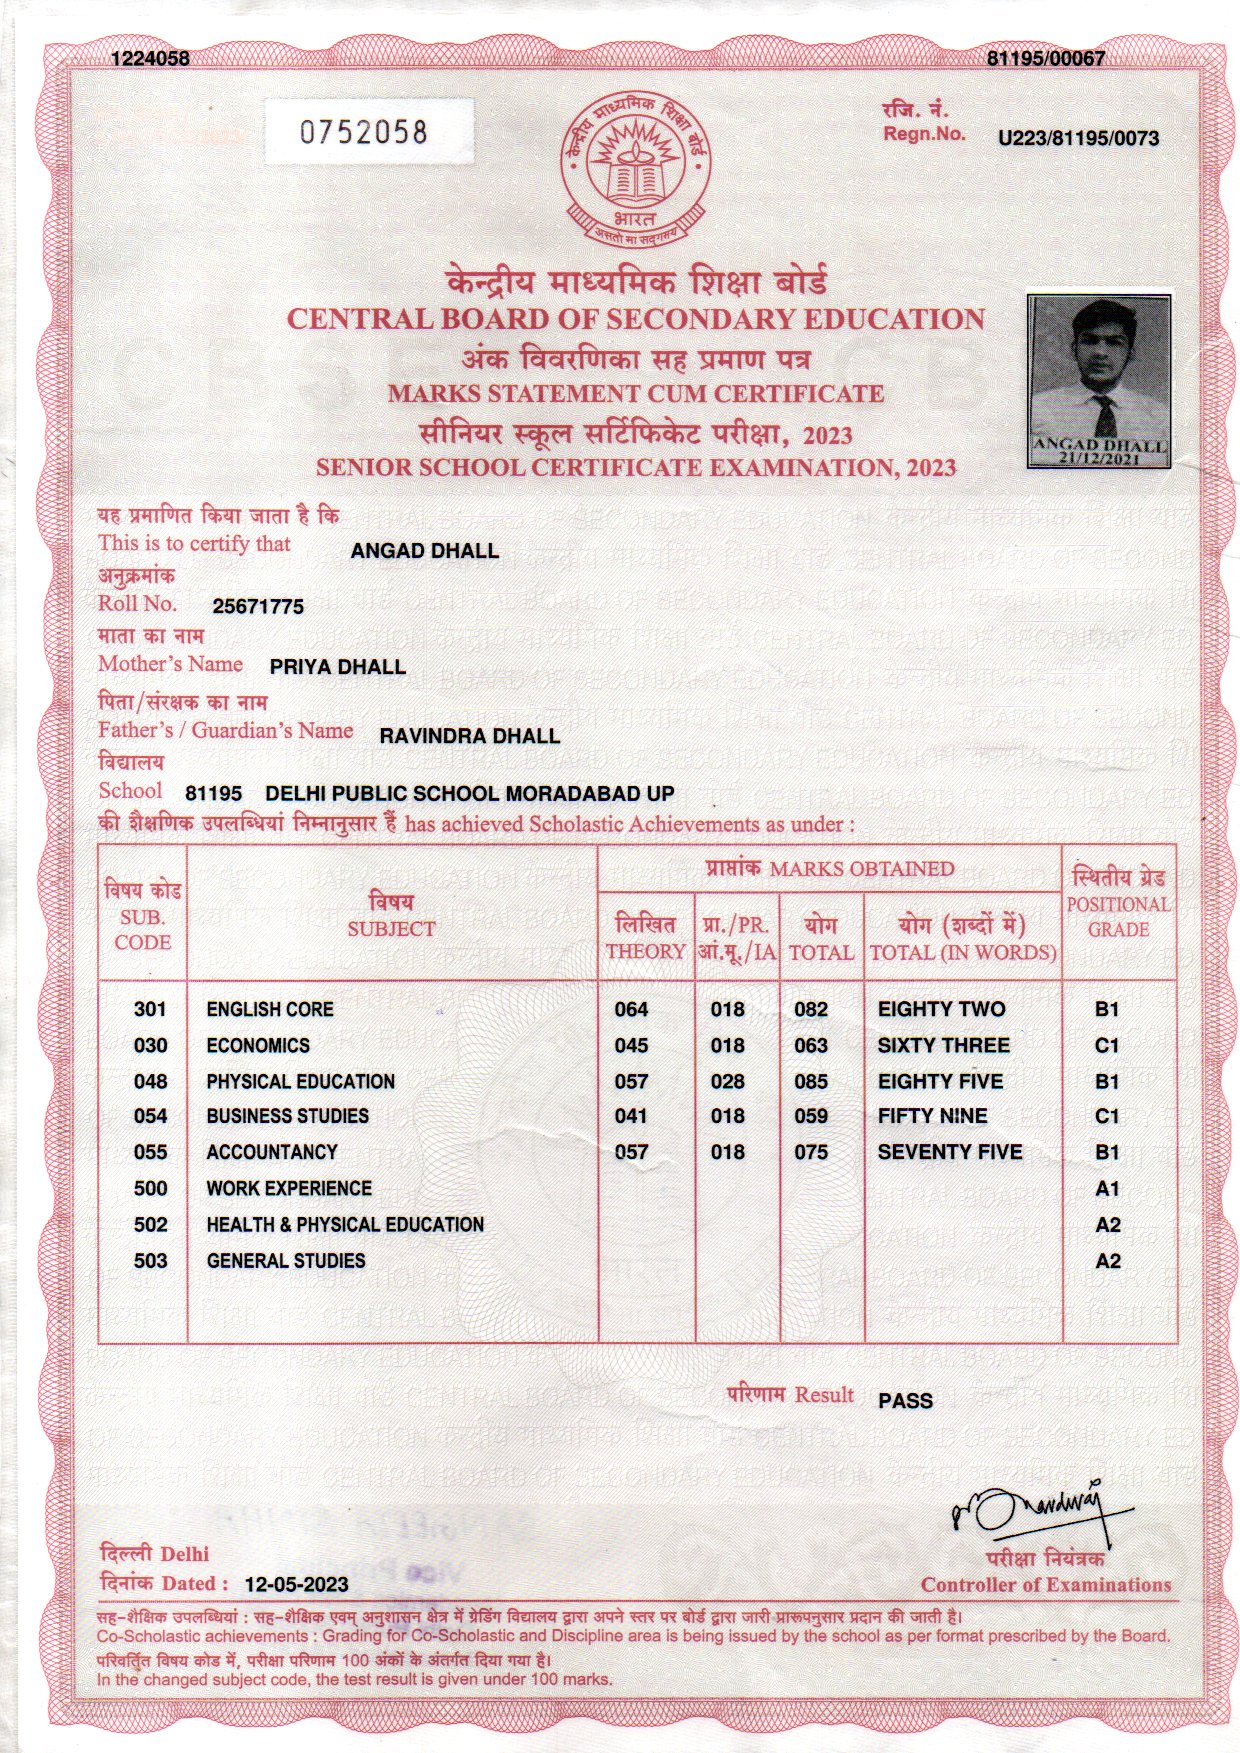 1224058
81195/00067
0752058
रजि. नं.
Regn.No. U223/81195/0073
केन्द्रीय माध्यमिक शिक्षा बोर्ड
भारत
असतो मा सद्गमय
केन्द्रीय माध्यमिक शिक्षा बोर्ड
CENTRAL BOARD OF SECONDARY EDUCATION
अंक विवरणिका सह प्रमाण पत्र
MARKS STATEMENT CUM CERTIFICATE
सीनियर स्कूल सर्टिफिकेट परीक्षा, 2023
SENIOR SCHOOL CERTIFICATE EXAMINATION, 2023
ANGAD DHALL
21/12/2021
यह प्रमाणित किया जाता है कि
This is to certify that ANGAD DHALL
अनुक्रमांक
Roll No. 25671775
माता का नाम
Mother's Name PRIYA DHALL
पिता/संरक्षक का नाम
Father's / Guardian's Name RAVINDRA DHALL
विद्यालय
School 81195 DELHI PUBLIC SCHOOL MORADABAD UP
की शैक्षणिक उपलब्धियां निम्नानुसार हैं has achieved Scholastic Achievements as under :
विषय कोड
SUB.
CODE
विषय
SUBJECT
प्राप्तांक MARKS OBTAINED
लिखित
THEORY
प्रा./PR.
आं.मू./IA
योग
TOTAL
योग (शब्दों में)
TOTAL (IN WORDS)
स्थितीय ग्रेड
POSITIONAL
GRADE
301 ENGLISH CORE 064 018 082 EIGHTY TWO B1
030 ECONOMICS 045 018 063 SIXTY THREE C1
048 PHYSICAL EDUCATION 057 028 085 EIGHTY FIVE B1
054 BUSINESS STUDIES 041 018 059 FIFTY NINE C1
055 ACCOUNTANCY 057 018 075 SEVENTY FIVE B1
500 WORK EXPERIENCE A1
502 HEALTH & PHYSICAL EDUCATION A2
503 GENERAL STUDIES A2
परिणाम Result PASS
दिल्ली Delhi
दिनांक Dated : 12-05-2023
परीक्षा नियंत्रक
Controller of Examinations
सह-शैक्षिक उपलब्धियां : सह-शैक्षिक एवम् अनुशासन क्षेत्र में ग्रेडिंग विद्यालय द्वारा अपने स्तर पर बोर्ड द्वारा जारी प्रारूपनुसार प्रदान की जाती है।
Co-Scholastic achievements : Grading for Co-Scholastic and Discipline area is being issued by the school as per format prescribed by the Board.
परिवर्तित विषय कोड में, परीक्षा परिणाम 100 अंकों के अंतर्गत दिया गया है।
In the changed subject code, the test result is given under 100 marks.